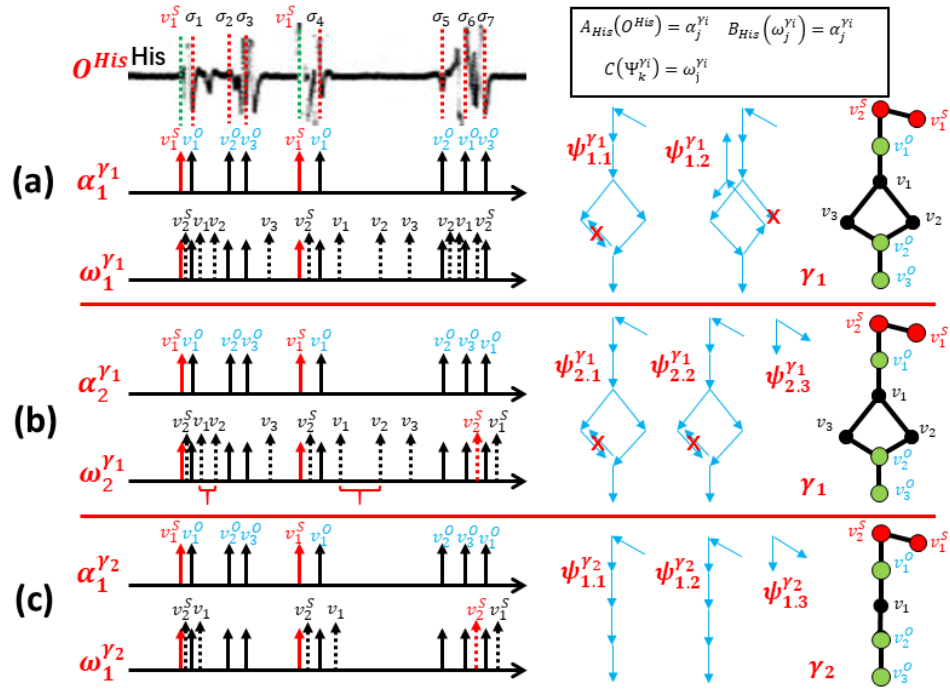 v₁ˢ σ₁ σ₂ σ₃ v₁ˢ σ₄ σ₅ σ₆ σ₇
A_His(O^His) = α_j^γᵢ B_His(ω_j^γᵢ) = α_j^γᵢ
C(Ψ_k^γᵢ) = ω_j^γᵢ
O^His His
v₁ˢ v₁ᴼ v₂ᴼ v₃ᴼ v₁ˢ v₁ᴼ v₂ᴼ v₃ᴼ v₁ᴼ
(a)
α₁^γ₁
v₂ˢ v₁ v₂ v₃ v₂ˢ v₁ v₂ v₃ v₂ v₁ v₂ˢ
ω₁^γ₁
ψ₁.₁^γ₁ ψ₁.₂^γ₁
X X
v₂ˢ v₁ˢ
v₁ᴼ
v₁
v₃ v₂
v₂ᴼ
v₃ᴼ
γ₁
v₁ˢ v₁ᴼ v₂ᴼ v₃ᴼ v₁ˢ v₁ᴼ v₂ᴼ v₃ᴼ v₁ᴼ
(b)
α₂^γ₁
v₂ˢ v₁ v₂ v₃ v₂ˢ v₁ v₂ v₃ v₂ˢ v₁ˢ
ω₂^γ₁
ψ₂.₁^γ₁ ψ₂.₂^γ₁ ψ₂.₃^γ₁
X X
v₂ˢ v₁ˢ
v₁ᴼ
v₁
v₃ v₂
v₂ᴼ
v₃ᴼ
γ₁
v₁ˢ v₁ᴼ v₂ᴼ v₃ᴼ v₁ˢ v₁ᴼ v₂ᴼ v₃ᴼ v₁ᴼ
(c)
α₁^γ₂
v₂ˢ v₁ v₂ˢ v₁ v₂ˢ v₁ˢ
ω₁^γ₂
ψ₁.₁^γ₂ ψ₁.₂^γ₂ ψ₁.₃^γ₂
v₂ˢ v₁ˢ
v₁ᴼ
v₁
v₂ᴼ
v₃ᴼ
γ₂